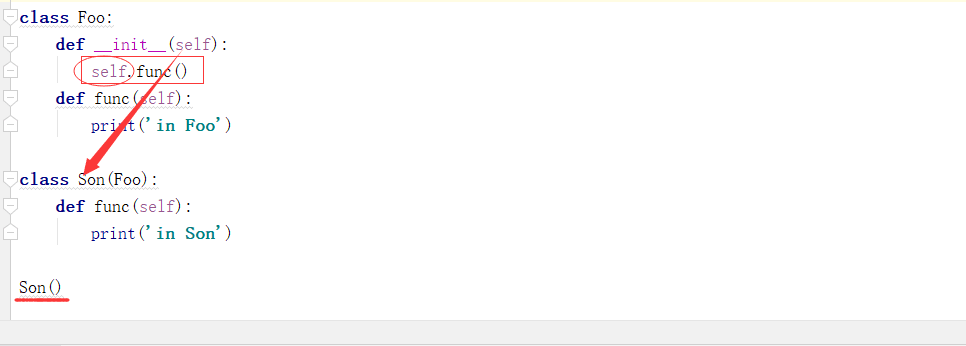 class Foo:
    def __init__(self):
        self.func()
    def func(self):
        print('in Foo')
class Son(Foo):
    def func(self):
        print('in Son')
Son()